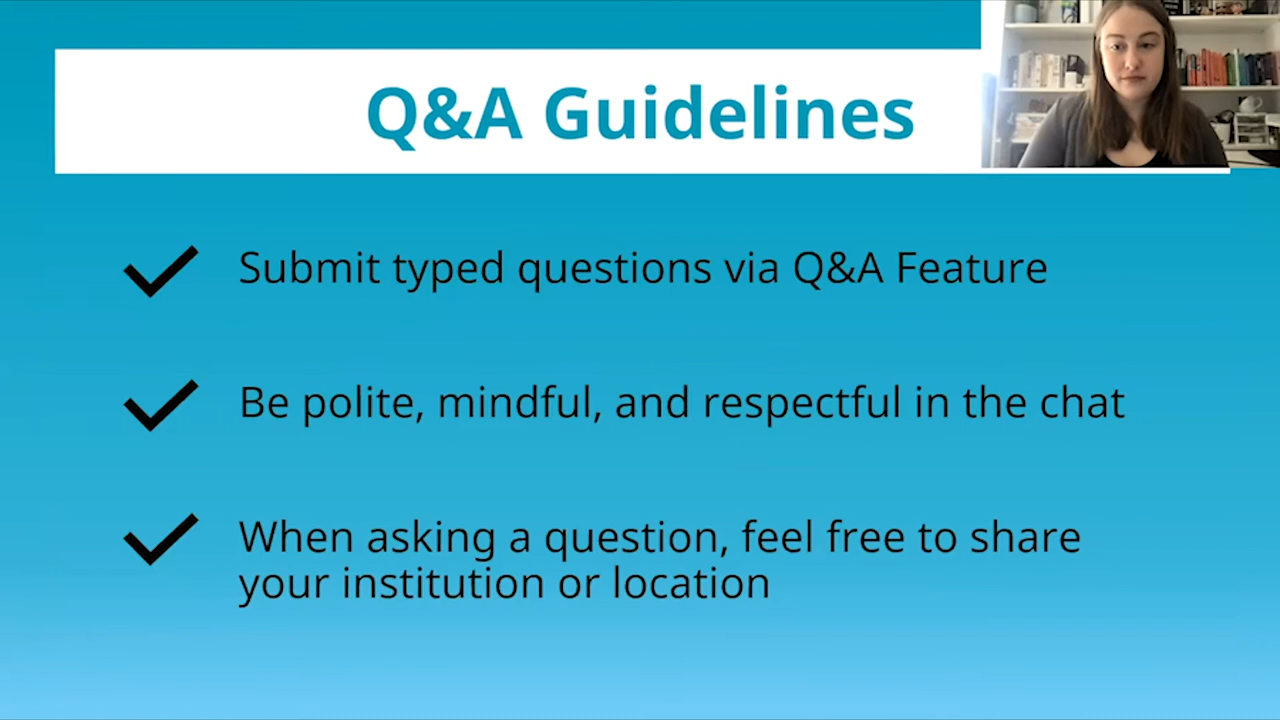 Q&A Guidelines
Submit typed questions via Q&A Feature
Be polite, mindful, and respectful in the chat
When asking a question, feel free to share
your institution or location